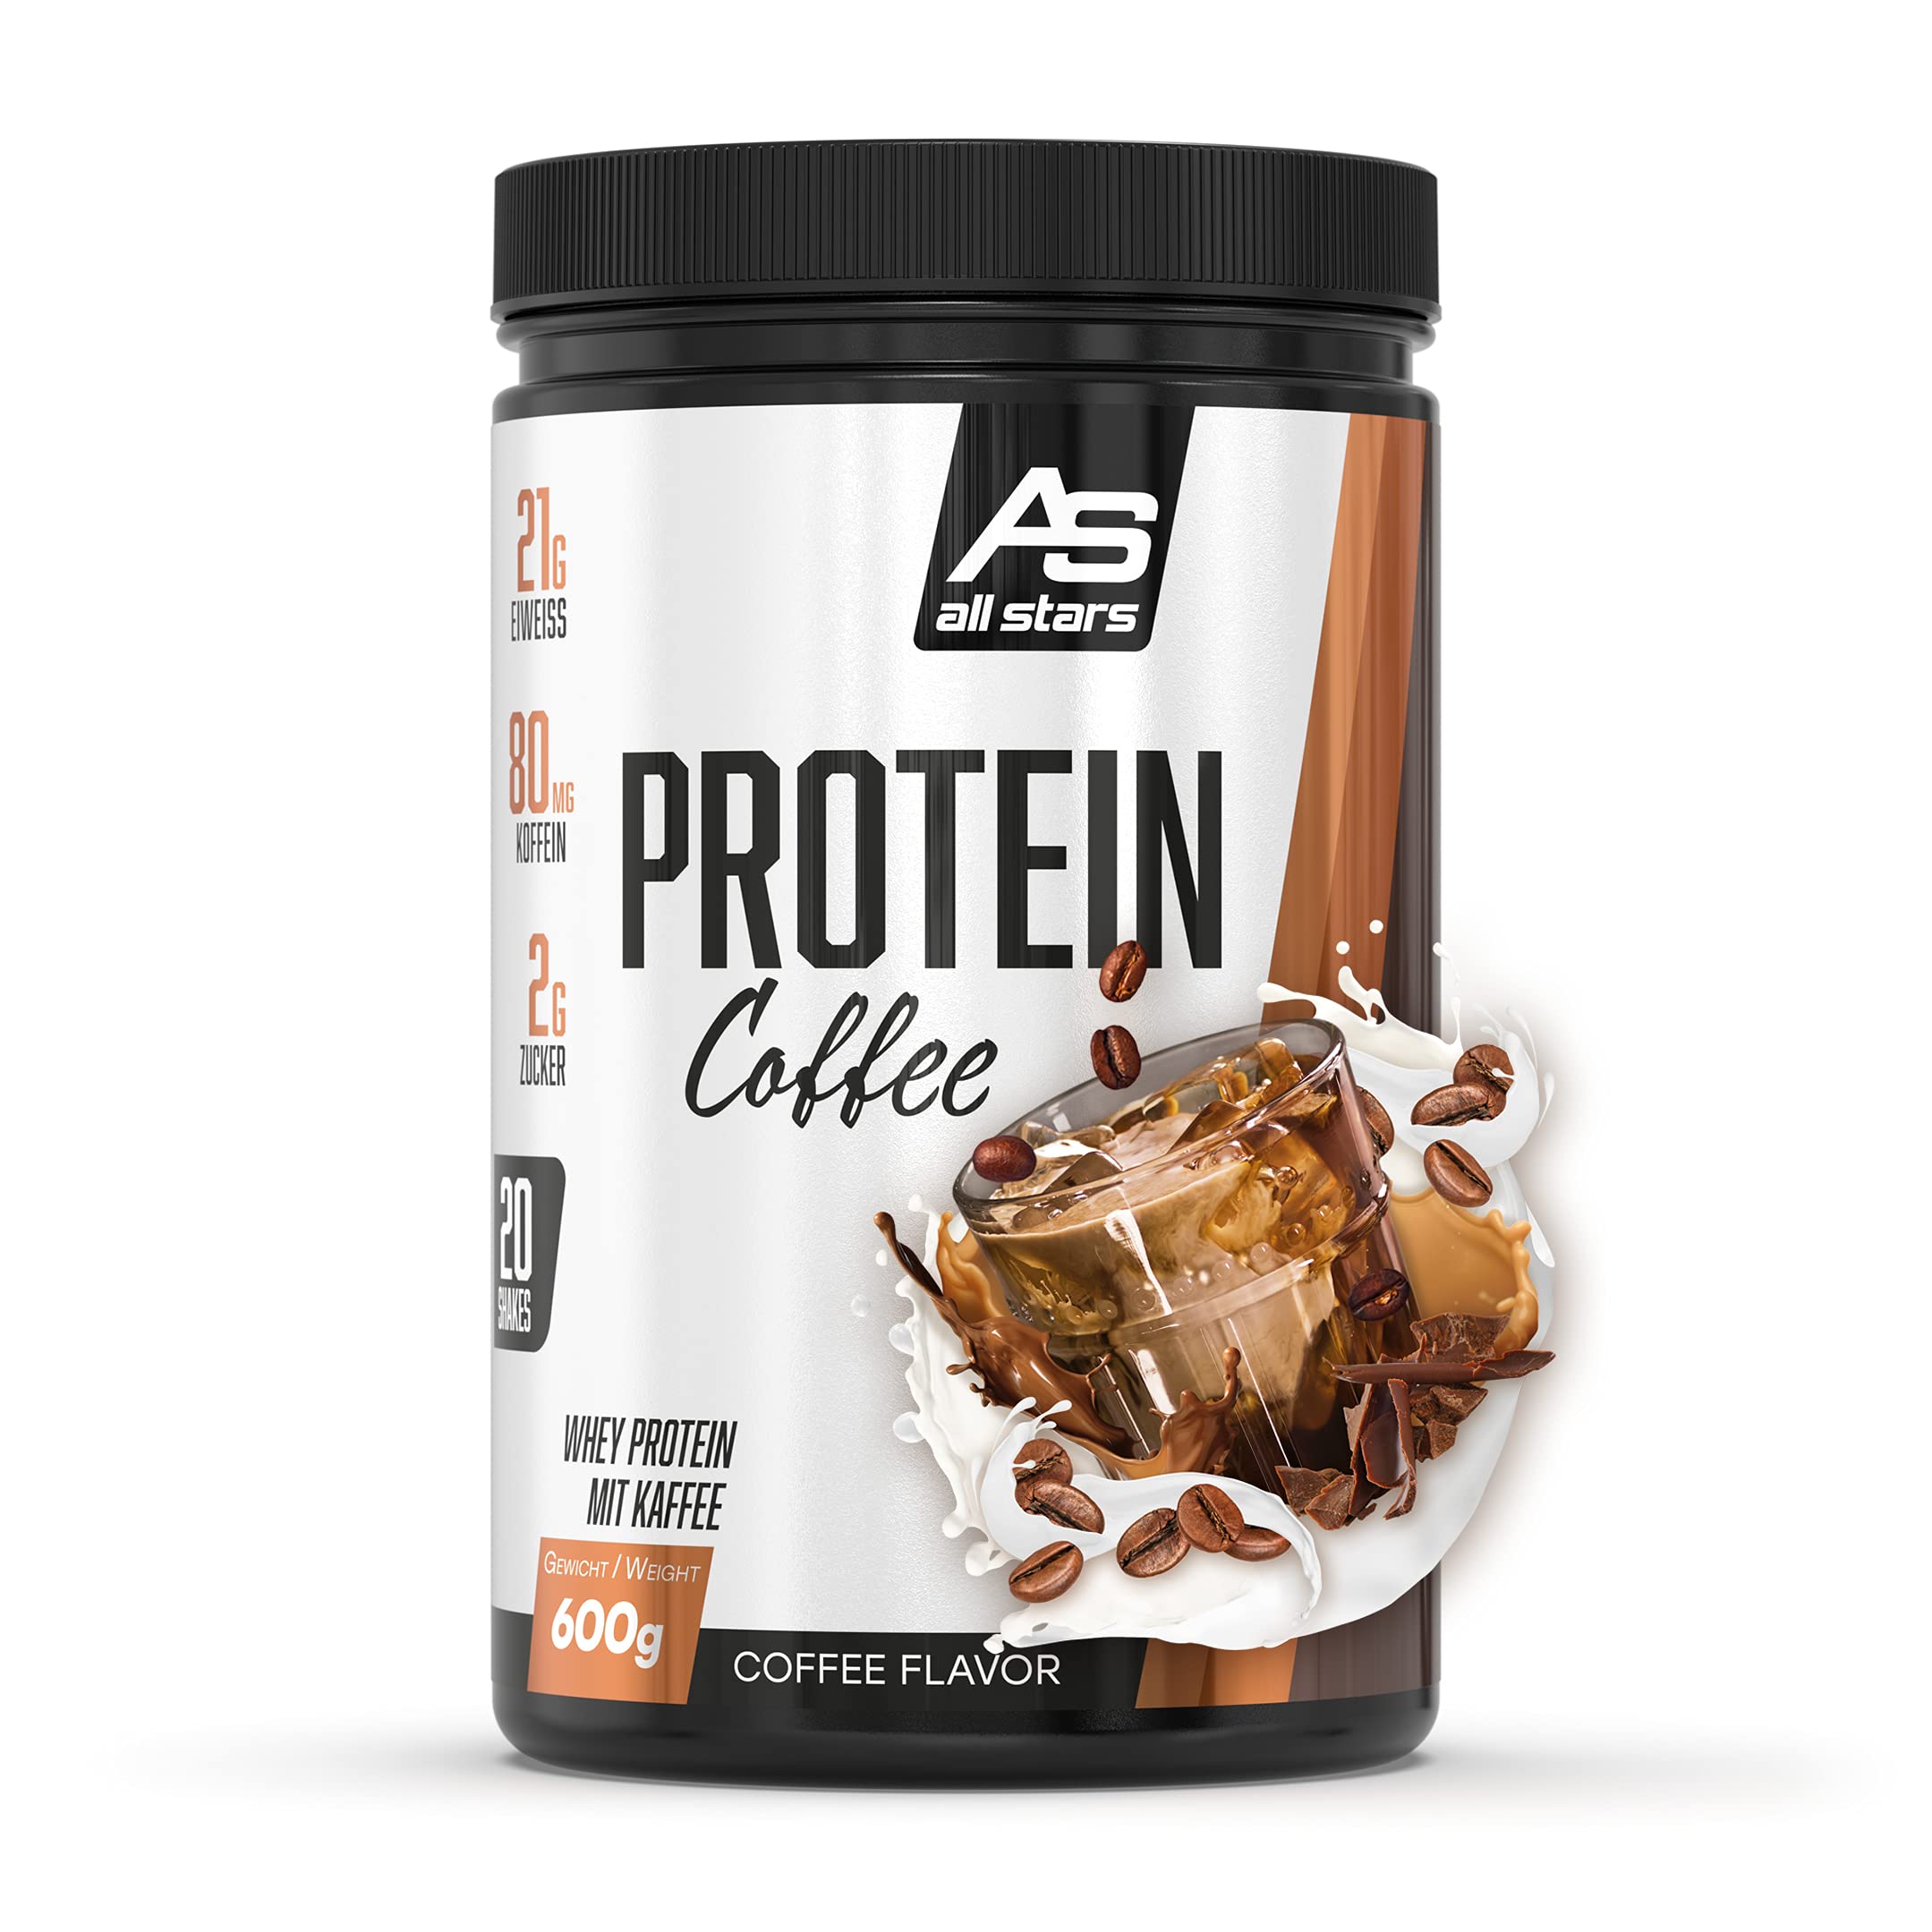 AS
all stars
21G
EIWEISS
80MG
KOFFEIN
2G
ZUCKER
20
SHAKES
PROTEIN
Coffee
WHEY PROTEIN
MIT KAFFEE
GEWICHT / WEIGHT
600g
COFFEE FLAVOR